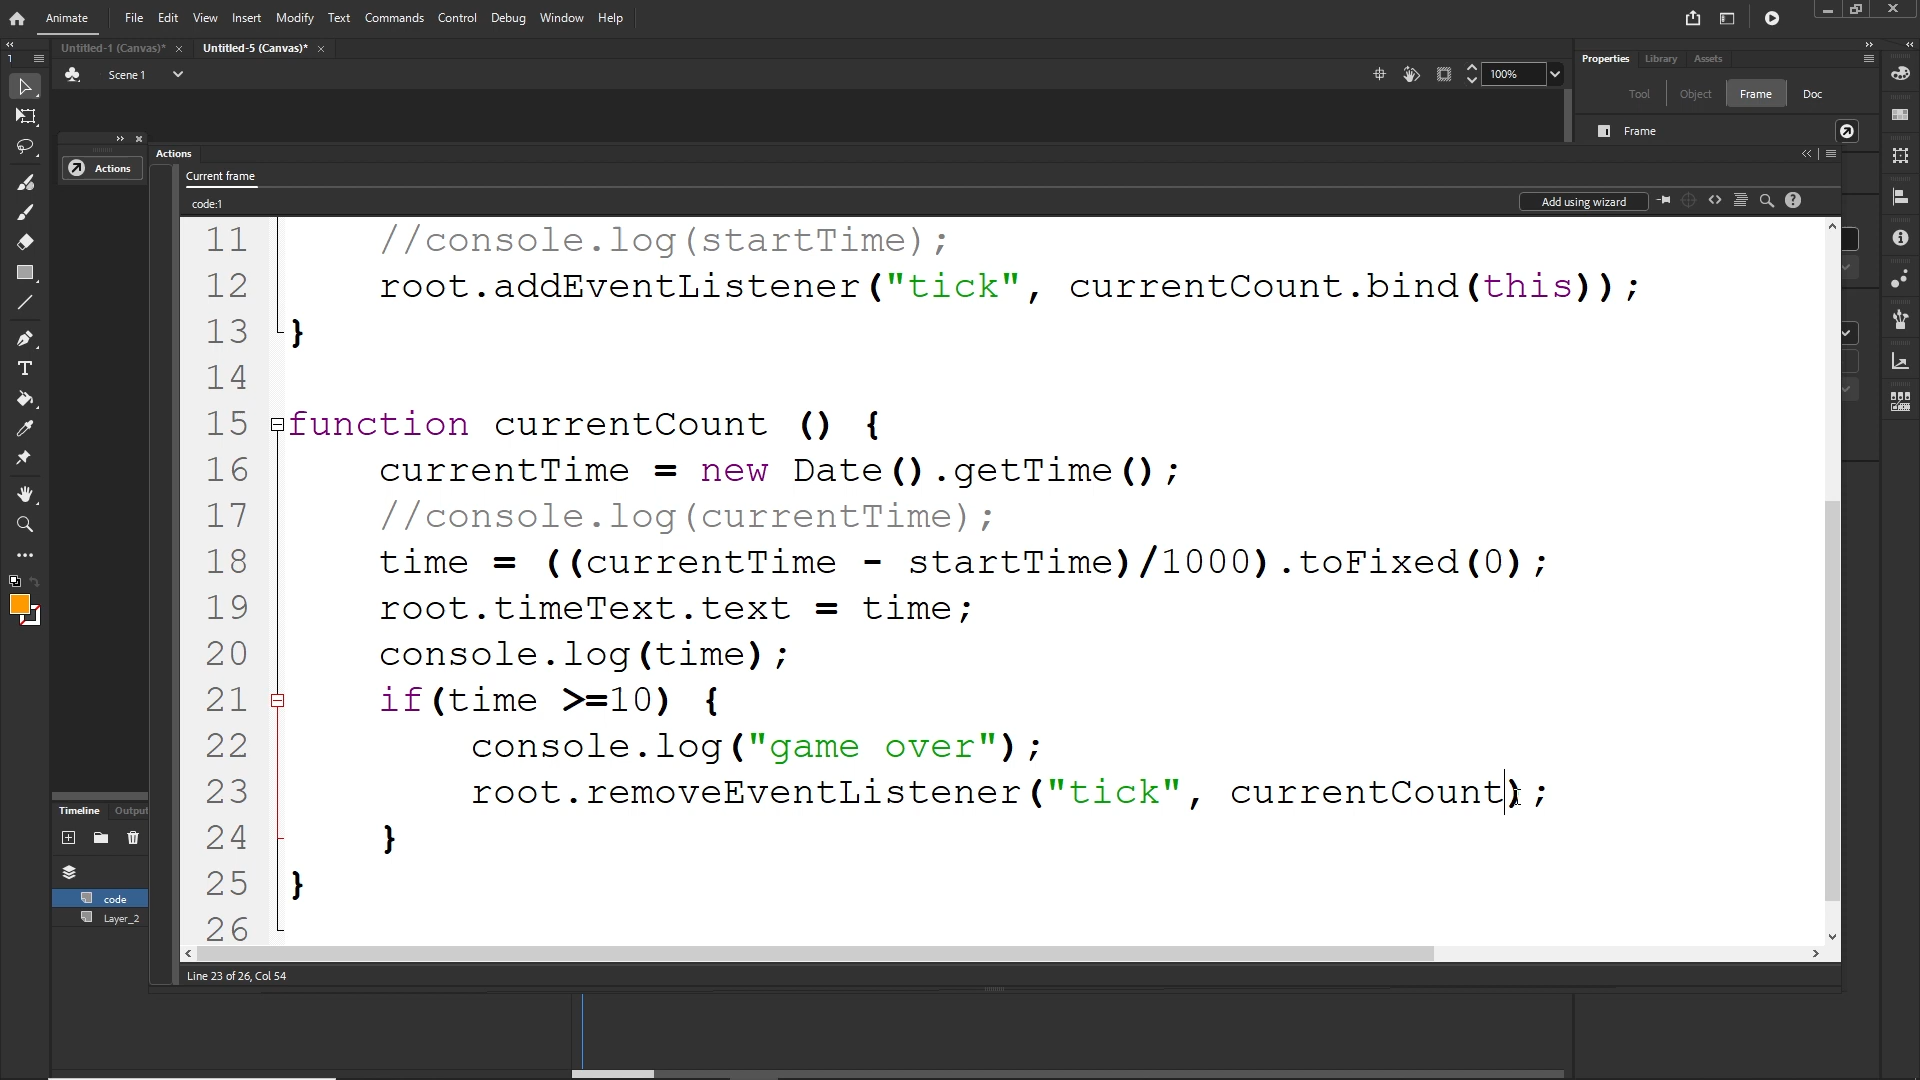 Animate File Edit View Insert Modify Text Commands Control Debug Window Help
Untitled-1 (Canvas)* × Untitled-5 (Canvas)* ×
Scene 1 100%
Properties Library Assets
Tool Object Frame Doc
Frame
Actions
Actions
Current frame
code:1 Add using wizard
11 //console.log(startTime);
12 root.addEventListener("tick", currentCount.bind(this));
13 }
14
15 function currentCount () {
16 currentTime = new Date().getTime();
17 //console.log(currentTime);
18 time = ((currentTime - startTime)/1000).toFixed(0);
19 root.timeText.text = time;
20 console.log(time);
21 if(time >=10) {
22 console.log("game over");
23 root.removeEventListener("tick", currentCount);
24 }
25 }
26
Line 23 of 26, Col 54
Timeline Output
code
Layer_2